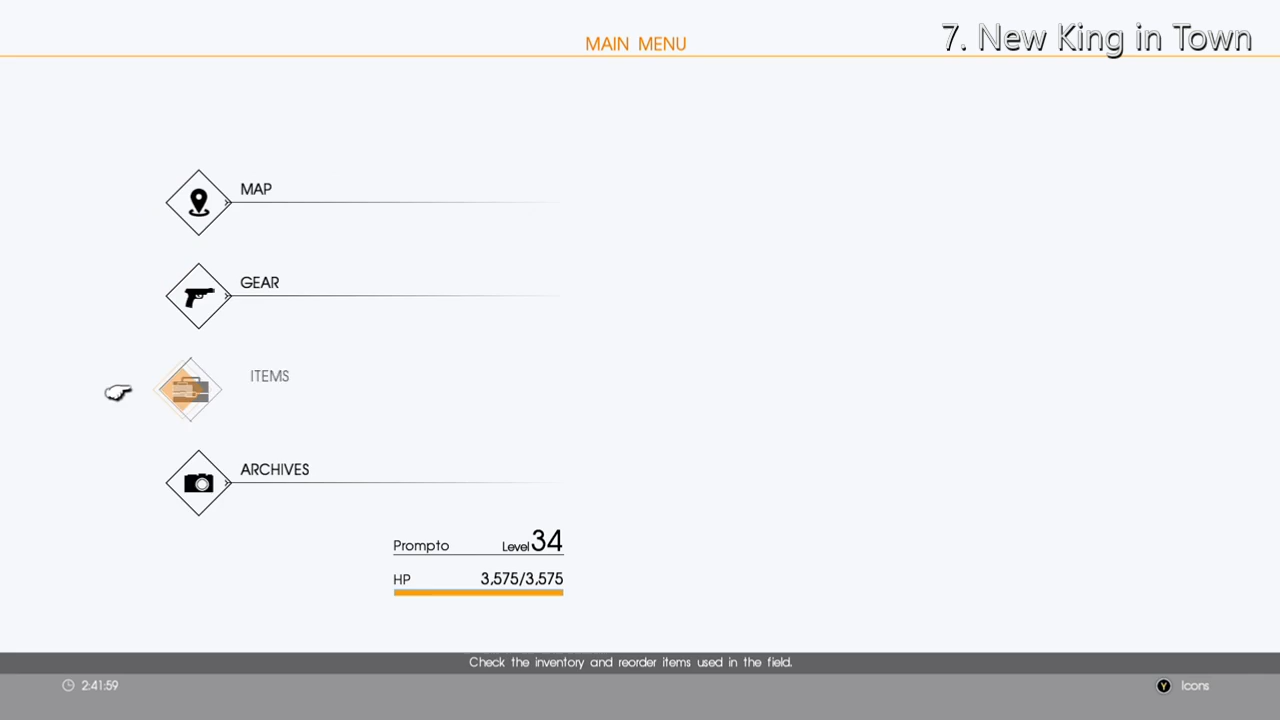 7. New King in Town
MAIN MENU
MAP
GEAR
ITEMS
ARCHIVES
Prompto Level 34
HP 3,575/3,575
Check the inventory and reorder items used in the field.
2:41:59
Y Icons